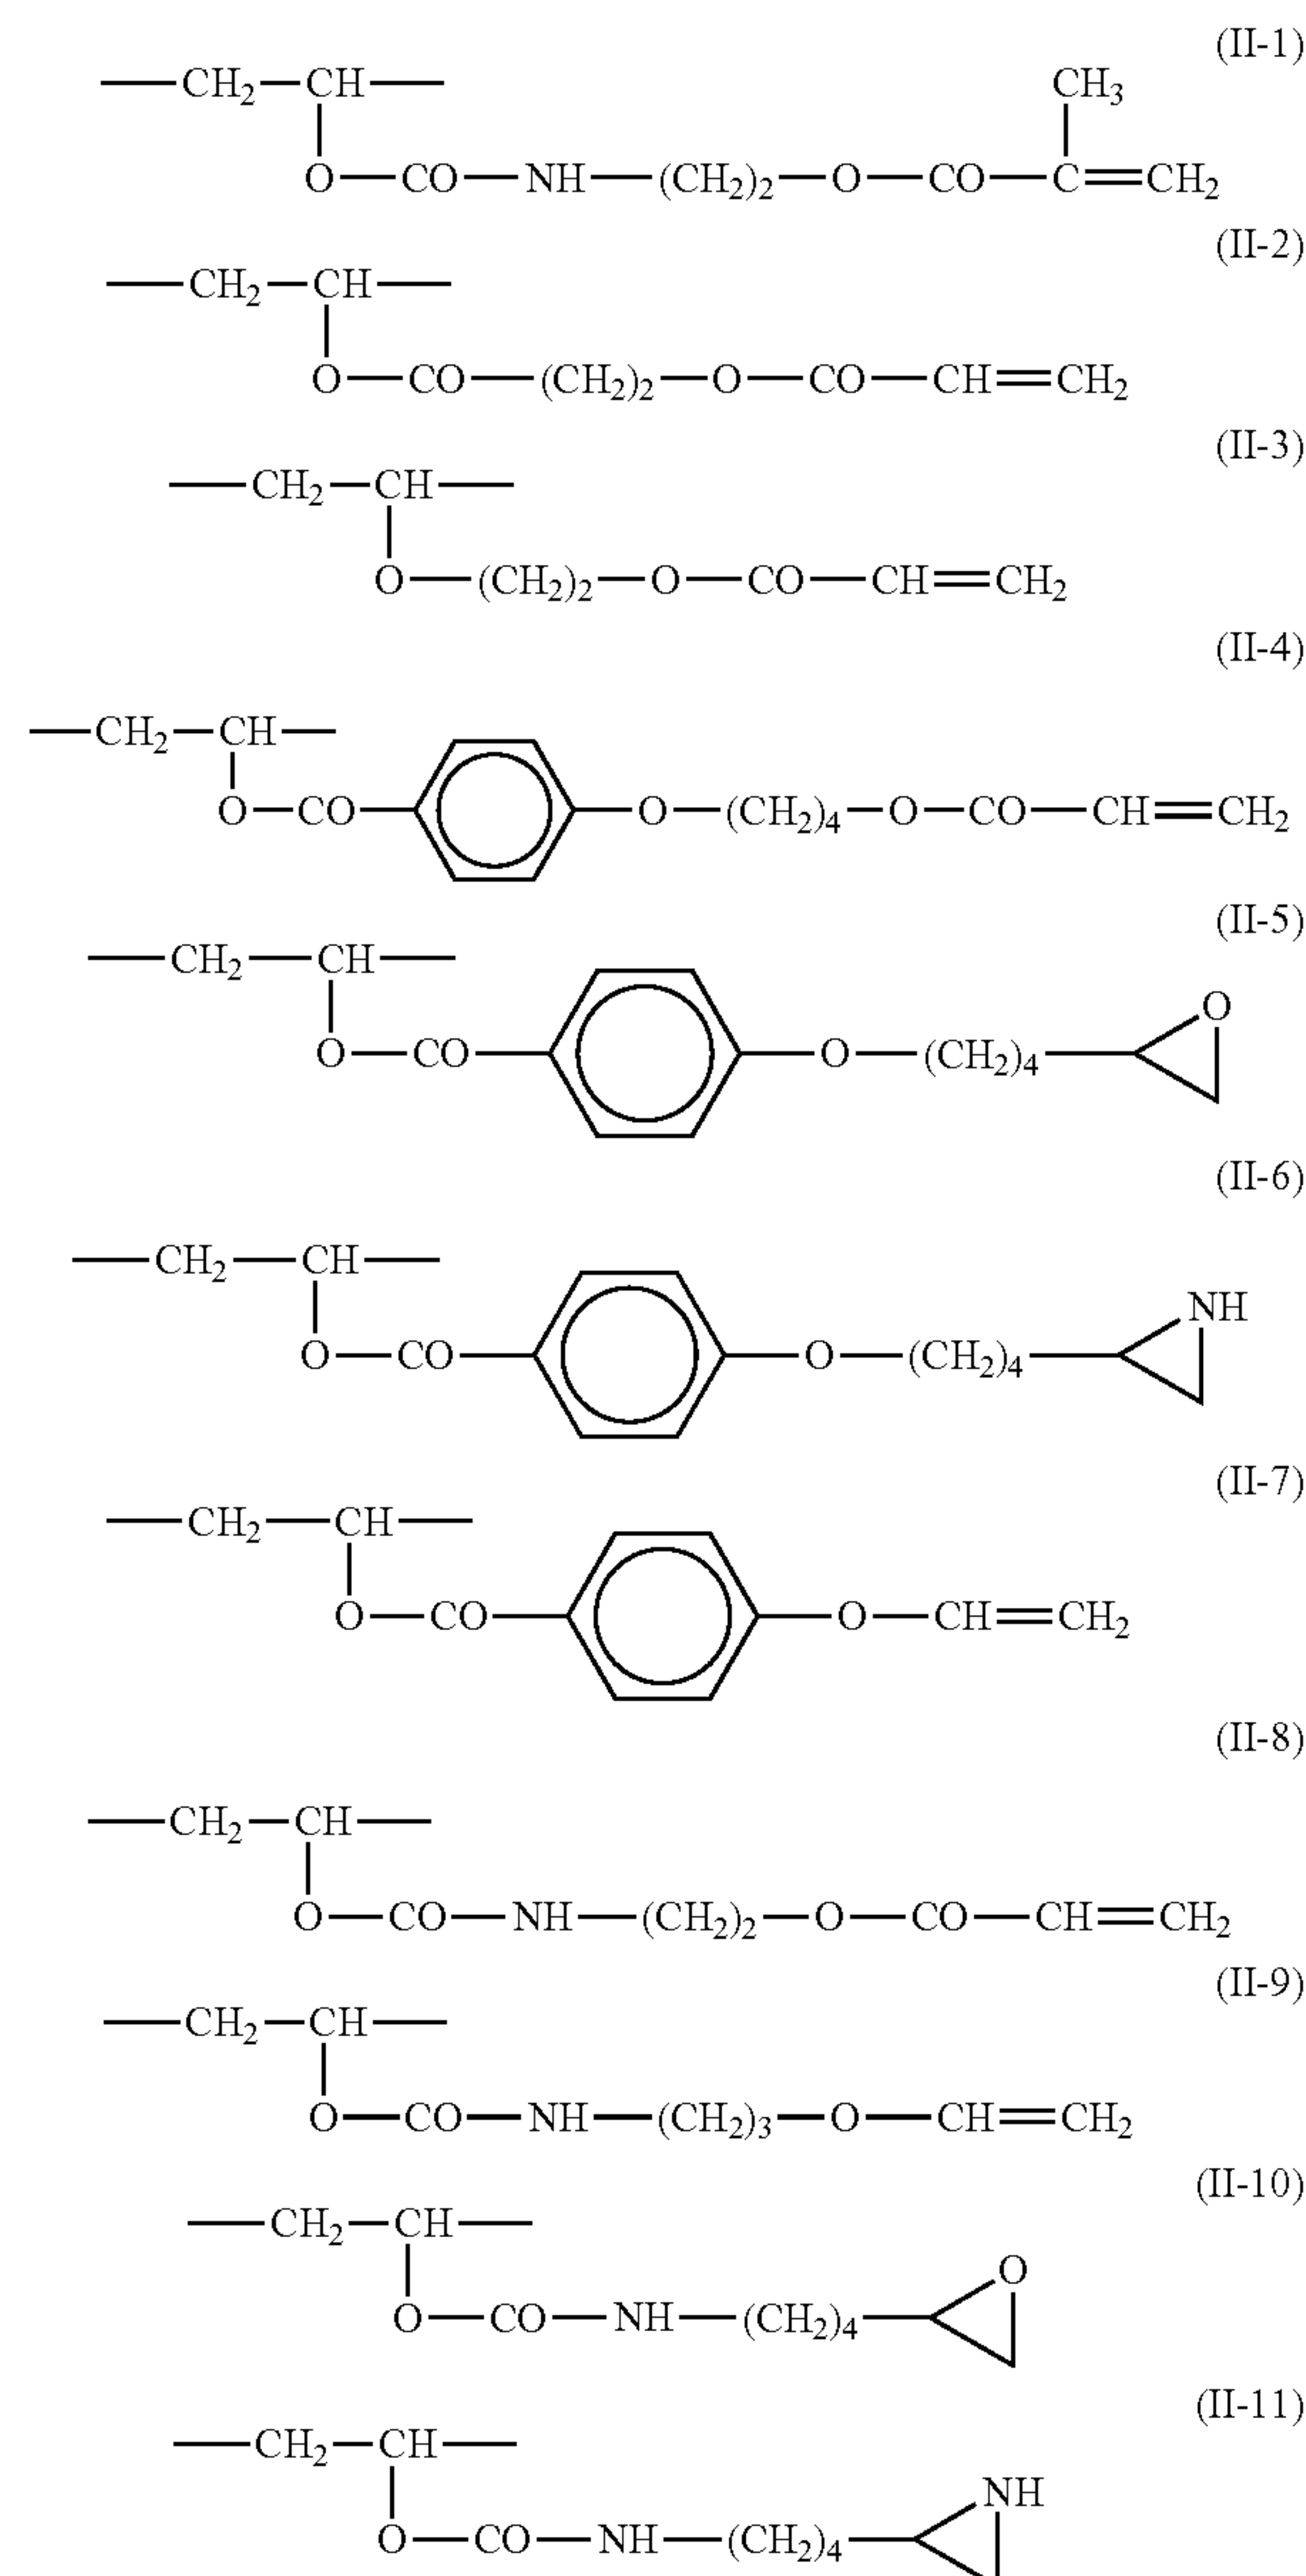 (II-1)
—CH₂—CH— CH₃
O—CO—NH—(CH₂)₂—O—CO—C=CH₂
(II-2)
—CH₂—CH—
O—CO—(CH₂)₂—O—CO—CH=CH₂
(II-3)
—CH₂—CH—
O—(CH₂)₂—O—CO—CH=CH₂
(II-4)
—CH₂—CH—
O—CO— —O—(CH₂)₄—O—CO—CH=CH₂
(II-5)
—CH₂—CH—
O
O—CO— —O—(CH₂)₄—
(II-6)
—CH₂—CH—
NH
O—CO— —O—(CH₂)₄—
(II-7)
—CH₂—CH—
O—CO— —O—CH=CH₂
(II-8)
—CH₂—CH—
O—CO—NH—(CH₂)₂—O—CO—CH=CH₂
(II-9)
—CH₂—CH—
O—CO—NH—(CH₂)₃—O—CH=CH₂
(II-10)
—CH₂—CH—
O
O—CO—NH—(CH₂)₄—
(II-11)
—CH₂—CH—
NH
O—CO—NH—(CH₂)₄—